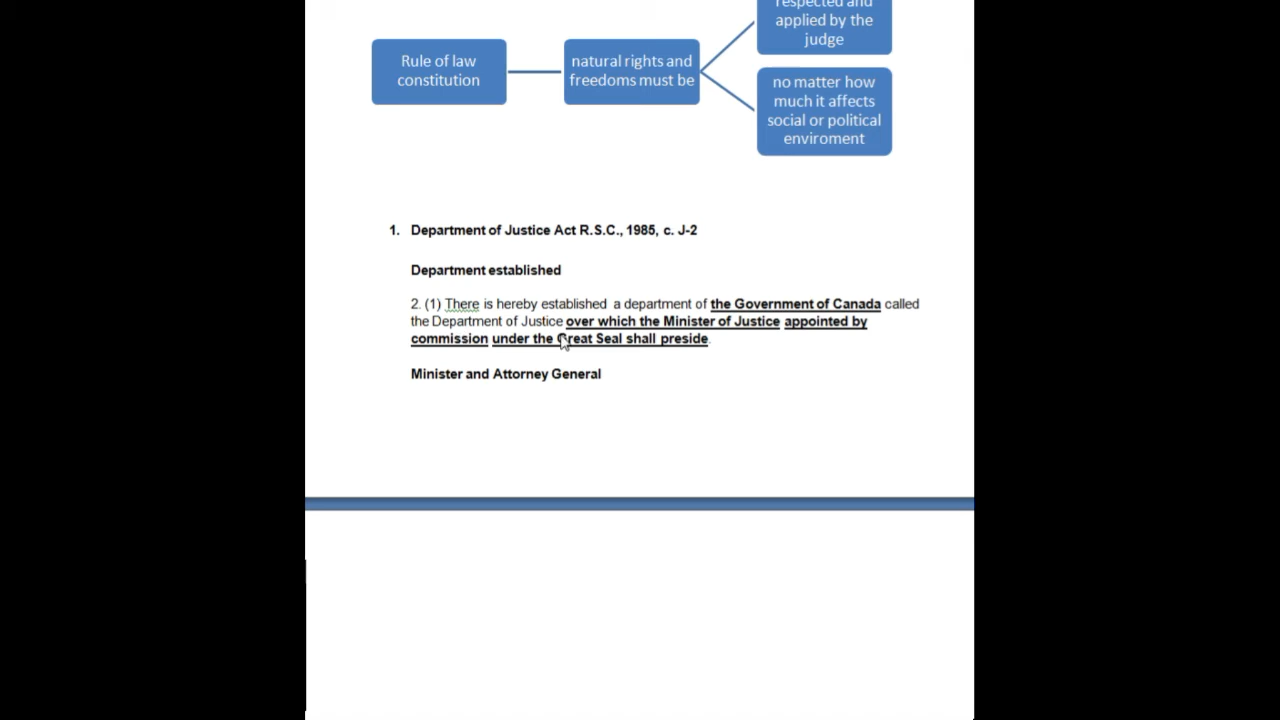 respected and
applied by the
judge
Rule of law
constitution
natural rights and
freedoms must be
no matter how
much it affects
social or political
enviroment
1. Department of Justice Act R.S.C., 1985, c. J-2
Department established
2. (1) There is hereby established a department of the Government of Canada called
the Department of Justice over which the Minister of Justice appointed by
commission under the Great Seal shall preside.
Minister and Attorney General